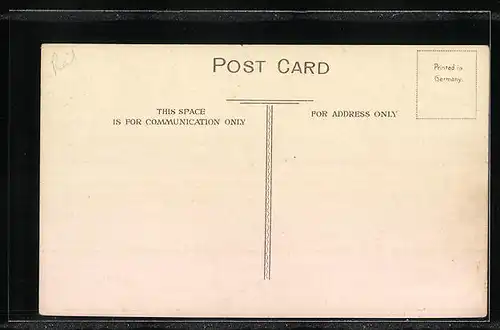 POST CARD
Printed in
Germany.
THIS SPACE
IS FOR COMMUNICATION ONLY
FOR ADDRESS ONLY